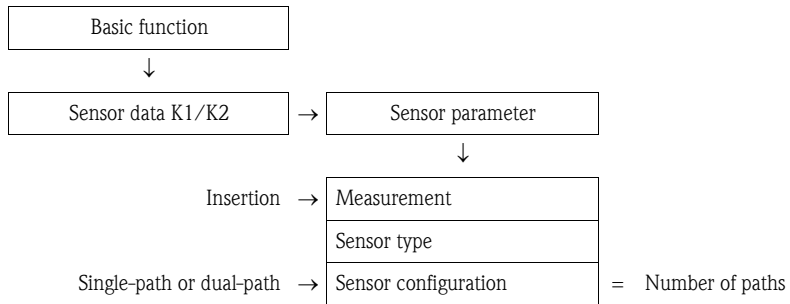 Basic function
↓
Sensor data K1/K2 → Sensor parameter
↓
Insertion → Measurement
Sensor type
Single-path or dual-path → Sensor configuration = Number of paths